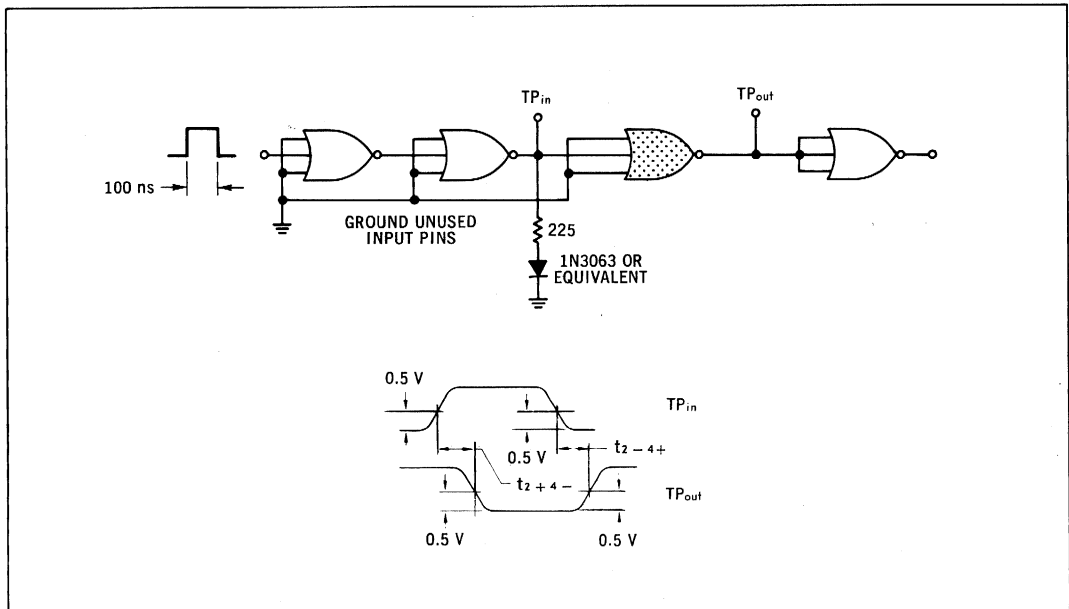 TPin
TPout
100 ns
GROUND UNUSED
INPUT PINS
225
1N3063 OR
EQUIVALENT
0.5 V
TPin
0.5 V
t2 – 4 +
t2 + 4 –
TPout
0.5 V
0.5 V